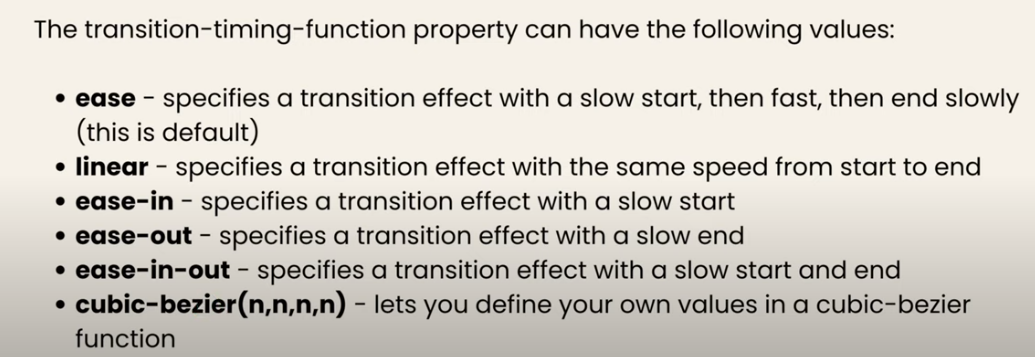 The transition-timing-function property can have the following values:
• ease - specifies a transition effect with a slow start, then fast, then end slowly
(this is default)
• linear - specifies a transition effect with the same speed from start to end
• ease-in - specifies a transition effect with a slow start
• ease-out - specifies a transition effect with a slow end
• ease-in-out - specifies a transition effect with a slow start and end
• cubic-bezier(n,n,n,n) - lets you define your own values in a cubic-bezier
function